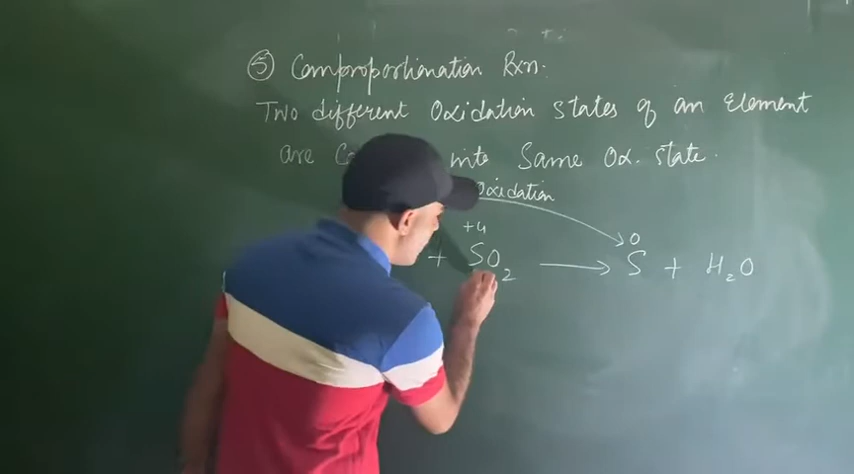 ⑤ Comproportionation Rxn.
Two different Oxidation states of an Element
are into Same Ox. state.
Oxidation
+4 0
+ SO₂ → S + H₂O